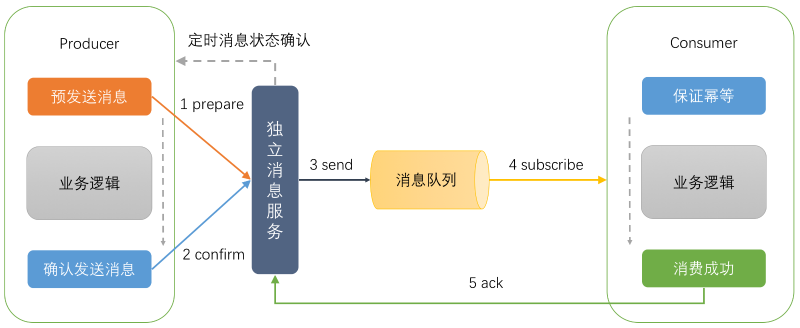 Producer
定时消息状态确认
Consumer
预发送消息
1 prepare
保证幂等
独立消息服务
3 send
4 subscribe
业务逻辑
消息队列
业务逻辑
2 confirm
确认发送消息
消费成功
5 ack